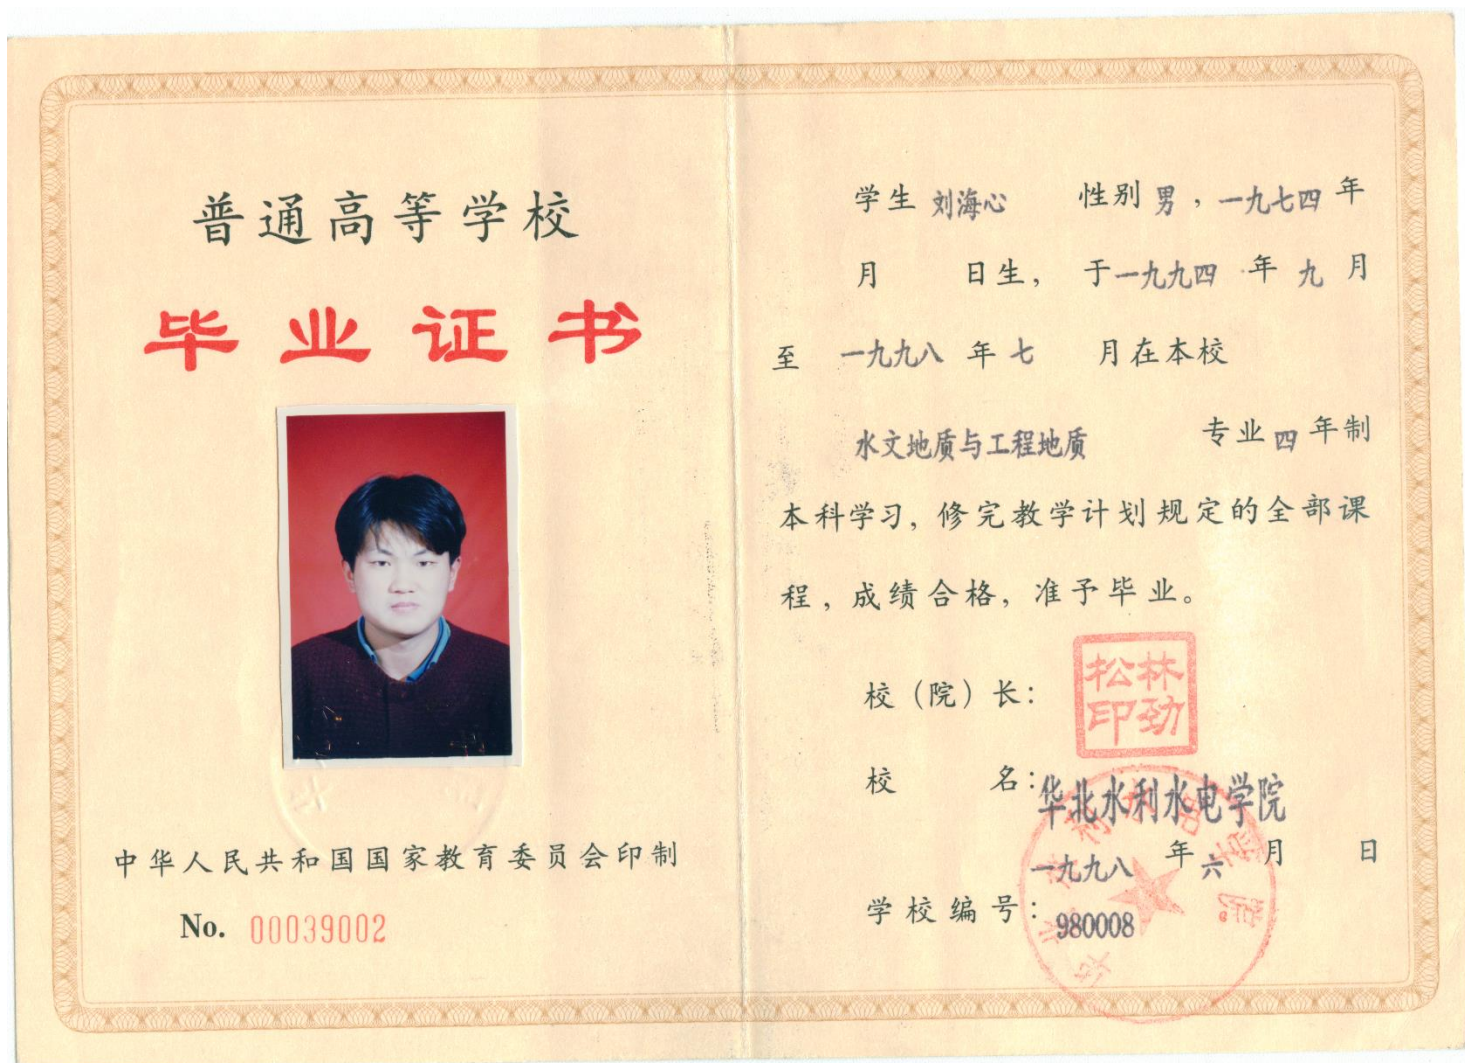 普通高等学校
毕业证书
中华人民共和国国家教育委员会印制
No. 00039002
学生 刘海心 性别 男，一九七四 年
月 日生，于一九九四 年 九 月
至 一九九八 年 七 月在本校
水文地质与工程地质 专业 四 年制
本科学习，修完教学计划规定的全部课
程，成绩合格，准予毕业。
校（院）长：
林劲松印
校 名：华北水利水电学院
一九九八 年 六 月 日
学校编号：980008